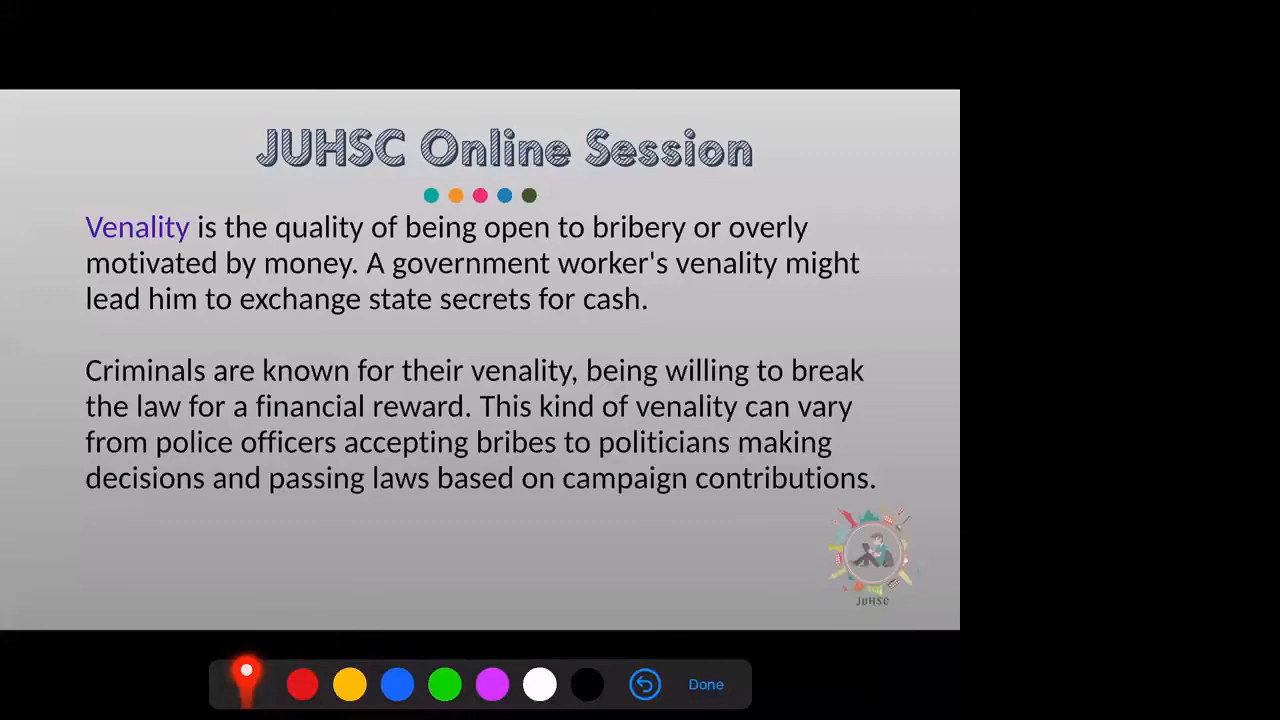 JUHSC Online Session
Venality is the quality of being open to bribery or overly
motivated by money. A government worker's venality might
lead him to exchange state secrets for cash.
Criminals are known for their venality, being willing to break
the law for a financial reward. This kind of venality can vary
from police officers accepting bribes to politicians making
decisions and passing laws based on campaign contributions.
JUHSC
Done